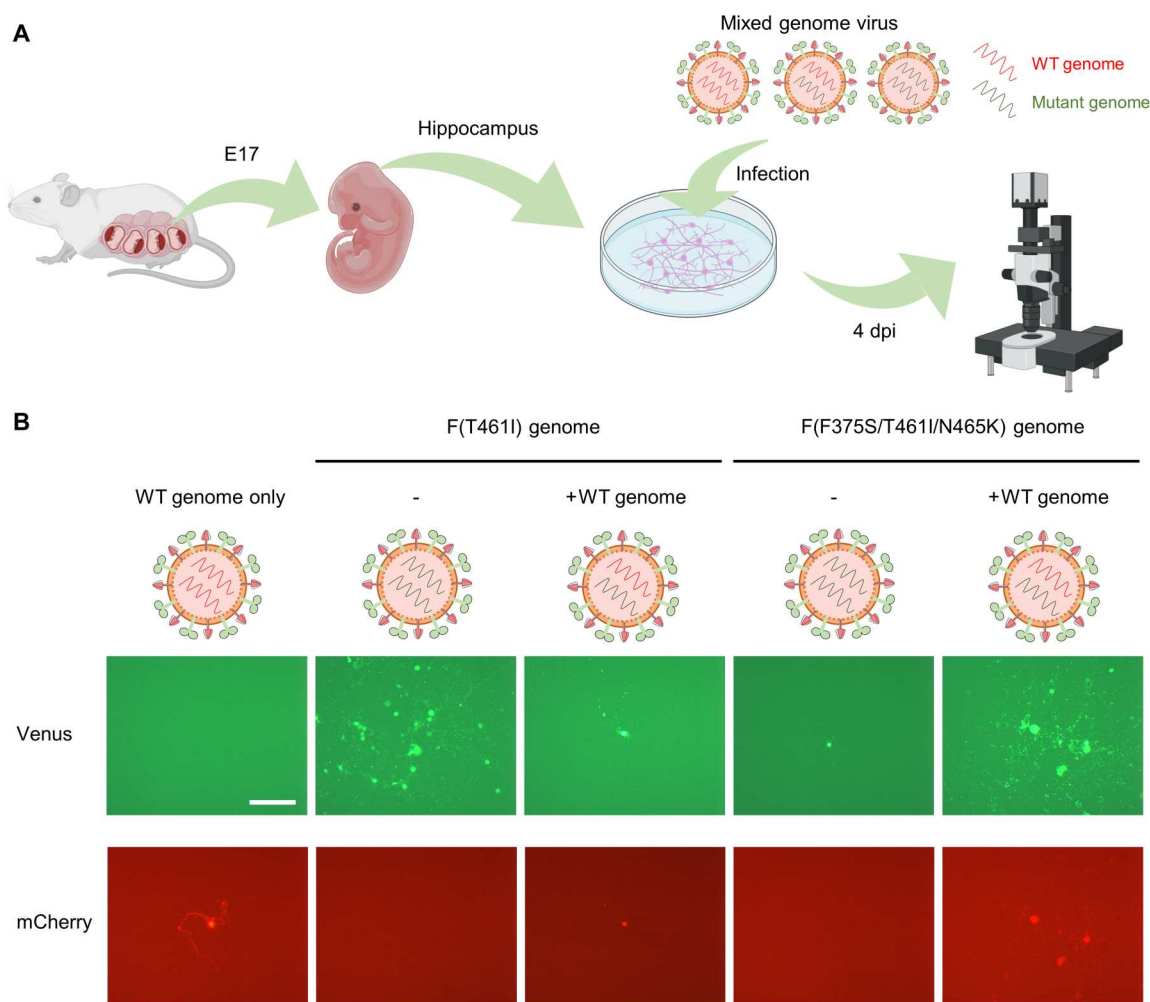 A
Mixed genome virus
WT genome
Mutant genome
E17
Hippocampus
Infection
4 dpi
B
F(T461I) genome
F(F375S/T461I/N465K) genome
WT genome only
-
+WT genome
-
+WT genome
Venus
mCherry